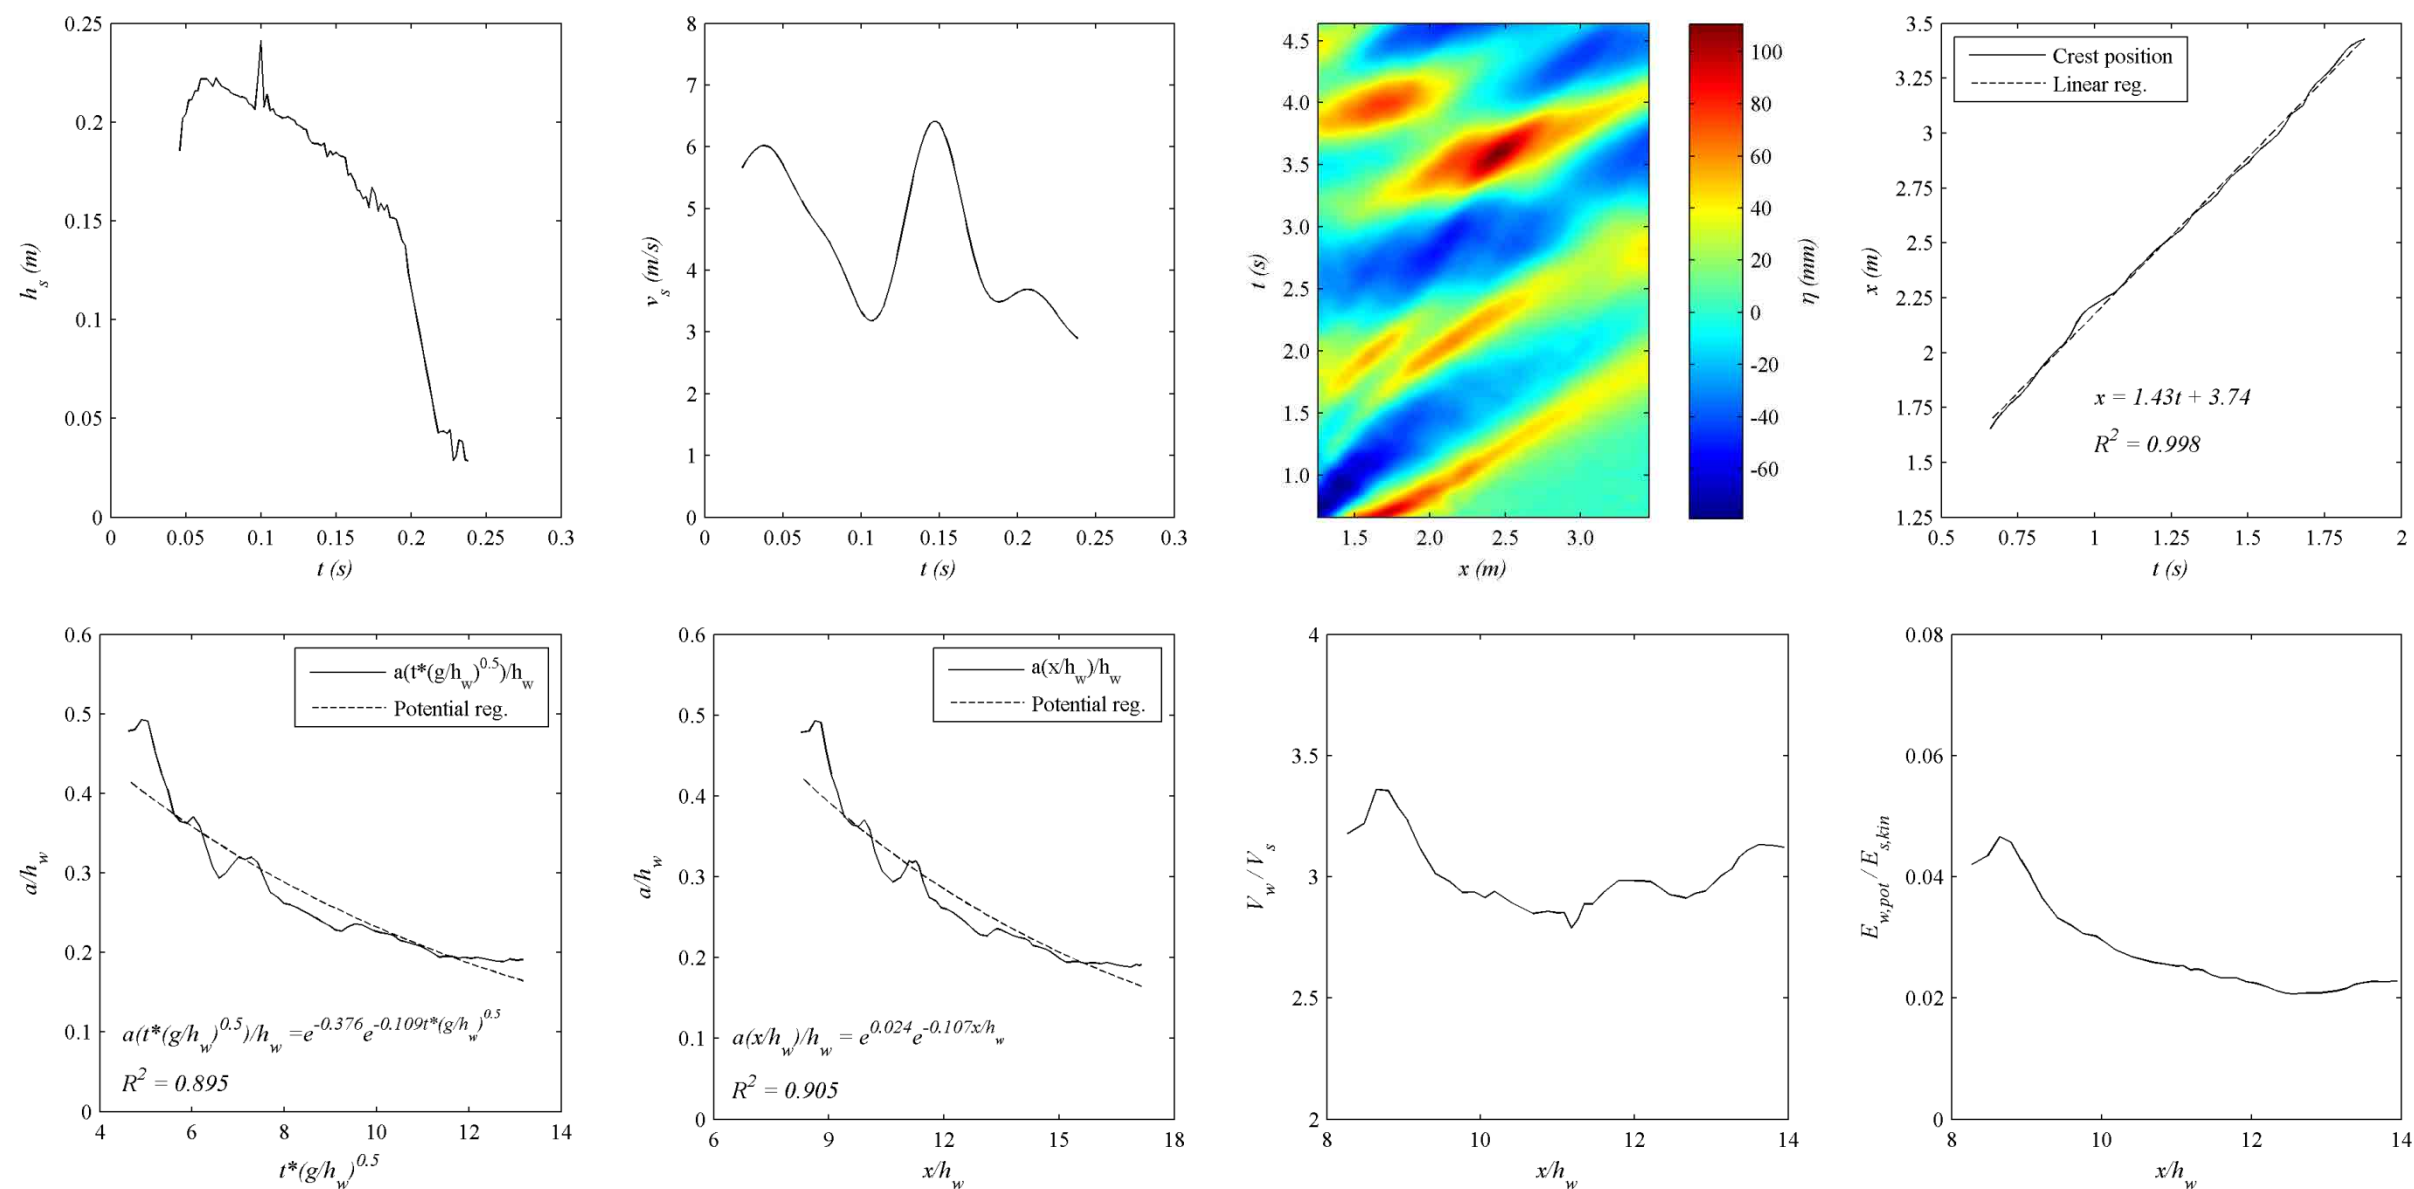 0.25
0.2
0.15
0.1
0.05
0
0 0.05 0.1 0.15 0.2 0.25 0.3
h_s (m)
t (s)
8
7
6
5
4
3
2
1
0
0 0.05 0.1 0.15 0.2 0.25 0.3
v_s (m/s)
t (s)
4.5
4.0
3.5
3.0
2.5
2.0
1.5
1.0
1.5 2.0 2.5 3.0
t (s)
x (m)
100
80
60
40
20
0
-20
-40
-60
η (mm)
3.5
3.25
3
2.75
2.5
2.25
2
1.75
1.5
1.25
0.5 0.75 1 1.25 1.5 1.75 2
x (m)
t (s)
Crest position
Linear reg.
x = 1.43t + 3.74
R^2 = 0.998
0.6
0.5
0.4
0.3
0.2
0.1
0
4 6 8 10 12 14
a/h_w
t*(g/h_w)^0.5
a(t*(g/h_w)^0.5)/h_w
Potential reg.
a(t*(g/h_w)^0.5)/h_w =e^-0.376e^-0.109t*(g/h_w)^0.5
R^2 = 0.895
0.6
0.5
0.4
0.3
0.2
0.1
0
6 9 12 15 18
a/h_w
x/h_w
a(x/h_w)/h_w
Potential reg.
a(x/h_w)/h_w = e^0.024e^-0.107x/h_w
R^2 = 0.905
4
3.5
3
2.5
2
8 10 12 14
V_w / V_s
x/h_w
0.08
0.06
0.04
0.02
0
8 10 12 14
E_w,pot / E_s,kin
x/h_w